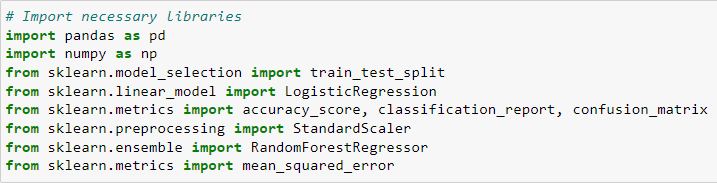 # Import necessary libraries
import pandas as pd
import numpy as np
from sklearn.model_selection import train_test_split
from sklearn.linear_model import LogisticRegression
from sklearn.metrics import accuracy_score, classification_report, confusion_matrix
from sklearn.preprocessing import StandardScaler
from sklearn.ensemble import RandomForestRegressor
from sklearn.metrics import mean_squared_error